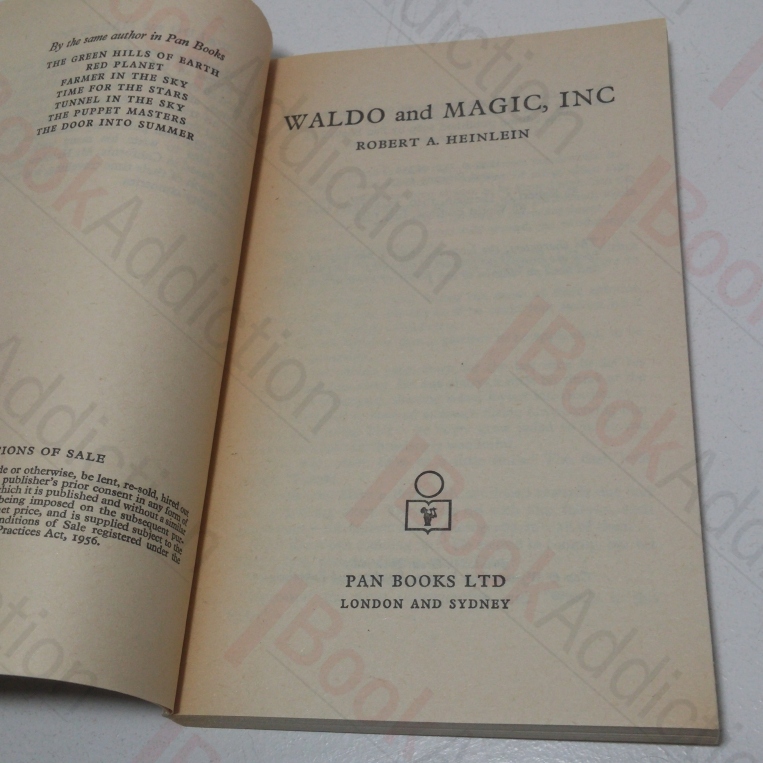 By the same author in Pan Books
THE GREEN HILLS OF EARTH
RED PLANET
FARMER IN THE SKY
TIME FOR THE STARS
TUNNEL IN THE SKY
THE PUPPET MASTERS
THE DOOR INTO SUMMER
IONS OF SALE
de or otherwise, be lent, re-sold, hired out
publisher's prior consent in any form of
hich it is published and without a similar
being imposed on the subsequent pur-
et price, and is supplied subject to the
nditions of Sale registered under the
Practices Act, 1956.
WALDO and MAGIC, INC
ROBERT A. HEINLEIN
PAN BOOKS LTD
LONDON AND SYDNEY
BookAddiction
BookAddiction
BookAddiction
BookAddiction